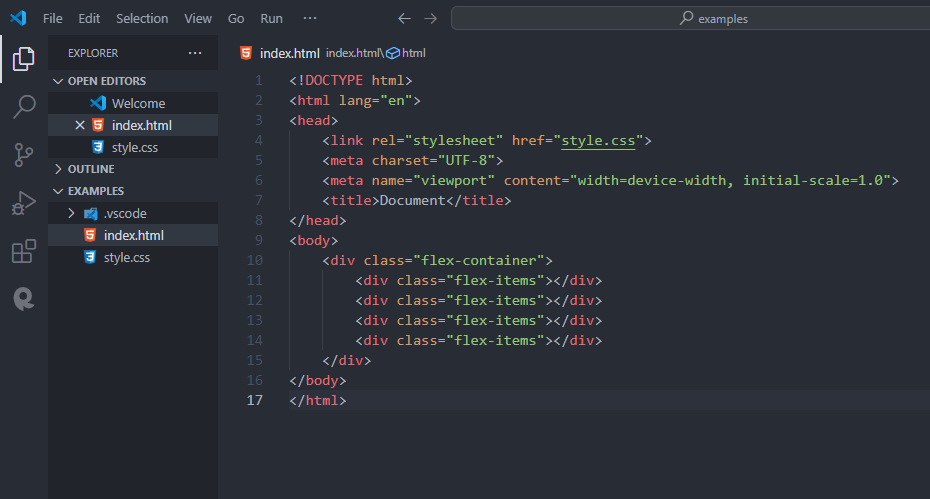 File Edit Selection View Go Run ··· ← → examples
EXPLORER ···
OPEN EDITORS
Welcome
index.html
style.css
OUTLINE
EXAMPLES
.vscode
index.html
style.css
index.html index.html\html
1 <!DOCTYPE html>
2 <html lang="en">
3 <head>
4 <link rel="stylesheet" href="style.css">
5 <meta charset="UTF-8">
6 <meta name="viewport" content="width=device-width, initial-scale=1.0">
7 <title>Document</title>
8 </head>
9 <body>
10 <div class="flex-container">
11 <div class="flex-items"></div>
12 <div class="flex-items"></div>
13 <div class="flex-items"></div>
14 <div class="flex-items"></div>
15 </div>
16 </body>
17 </html>